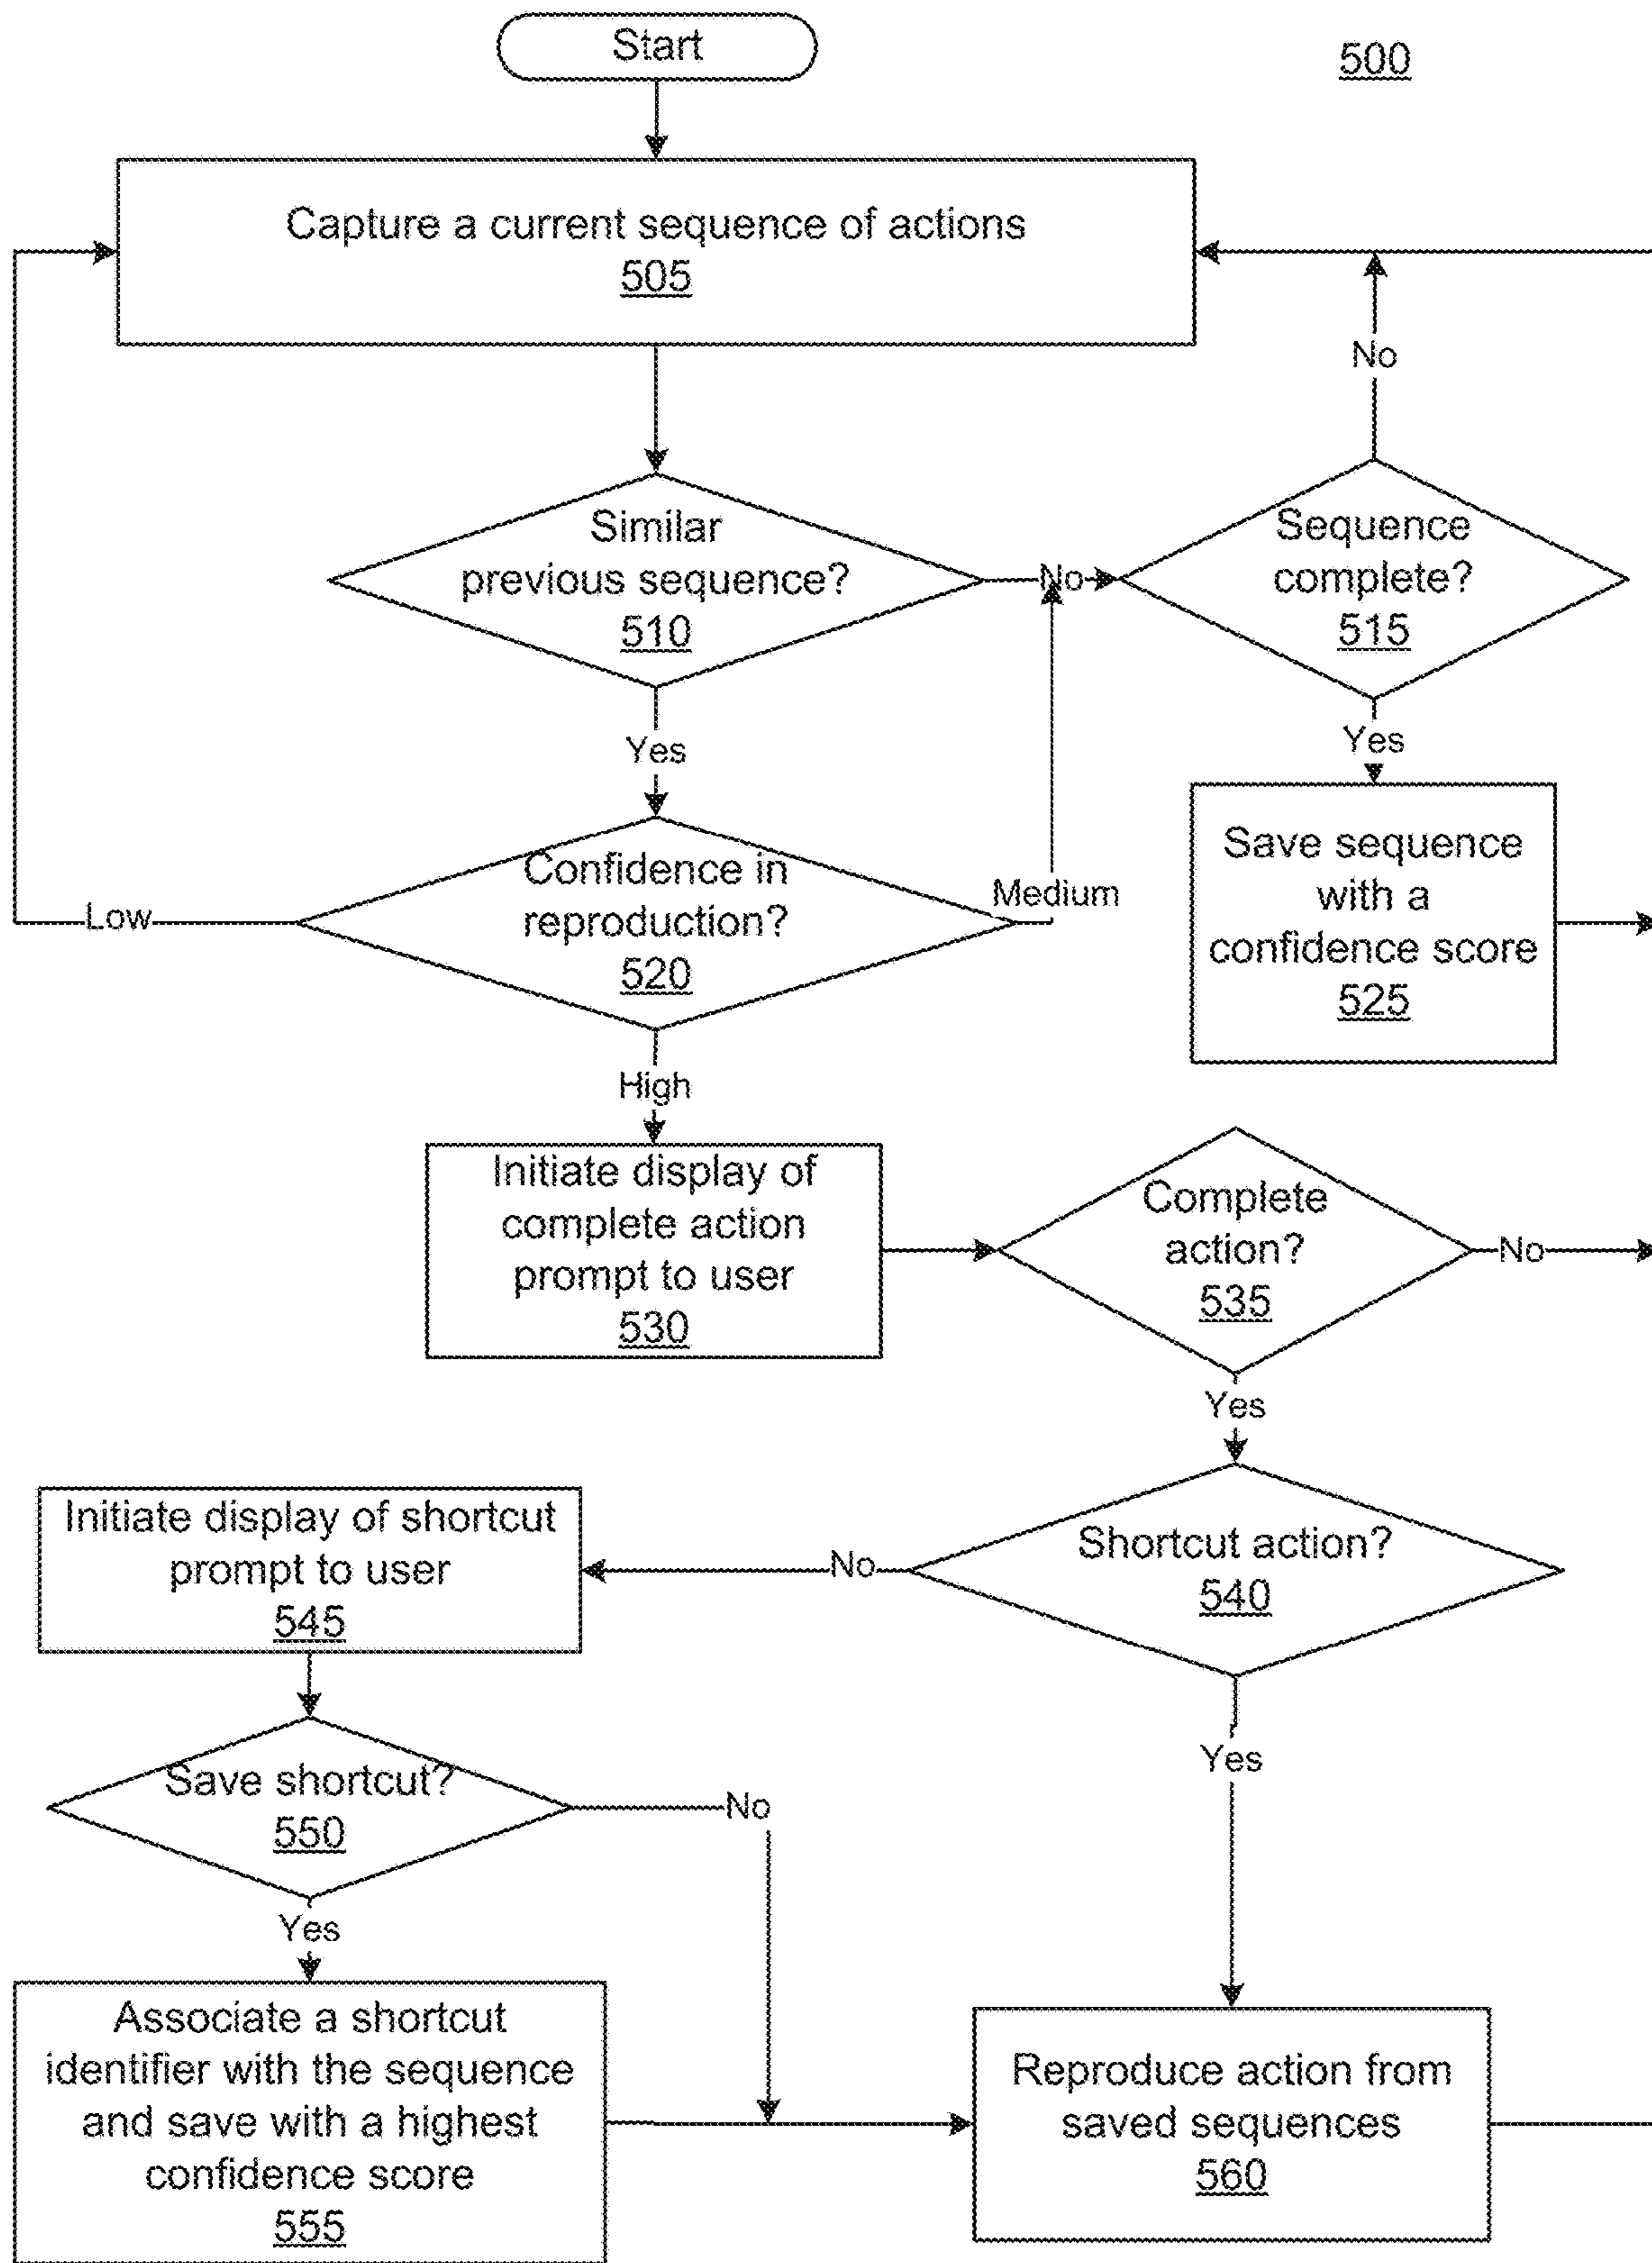 Start
500
Capture a current sequence of actions
505
No
Similar
previous sequence?
510
No
Sequence
complete?
515
Yes
Yes
Confidence in
reproduction?
520
Low
Medium
Save sequence
with a
confidence score
525
High
Initiate display of
complete action
prompt to user
530
Complete
action?
535
No
Yes
Initiate display of shortcut
prompt to user
545
No
Shortcut action?
540
Yes
Save shortcut?
550
No
Yes
Associate a shortcut
identifier with the sequence
and save with a highest
confidence score
555
Reproduce action from
saved sequences
560